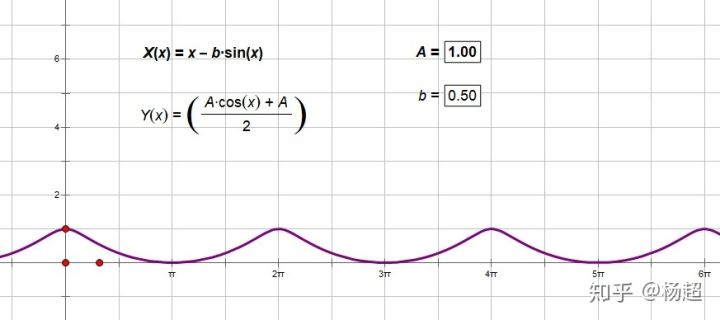 X(x) = x – b·sin(x)
A = 1.00
Y(x) = (A·cos(x) + A / 2)
b = 0.50
6
4
2
π 2π 3π 4π 5π 6π
知乎 @杨超